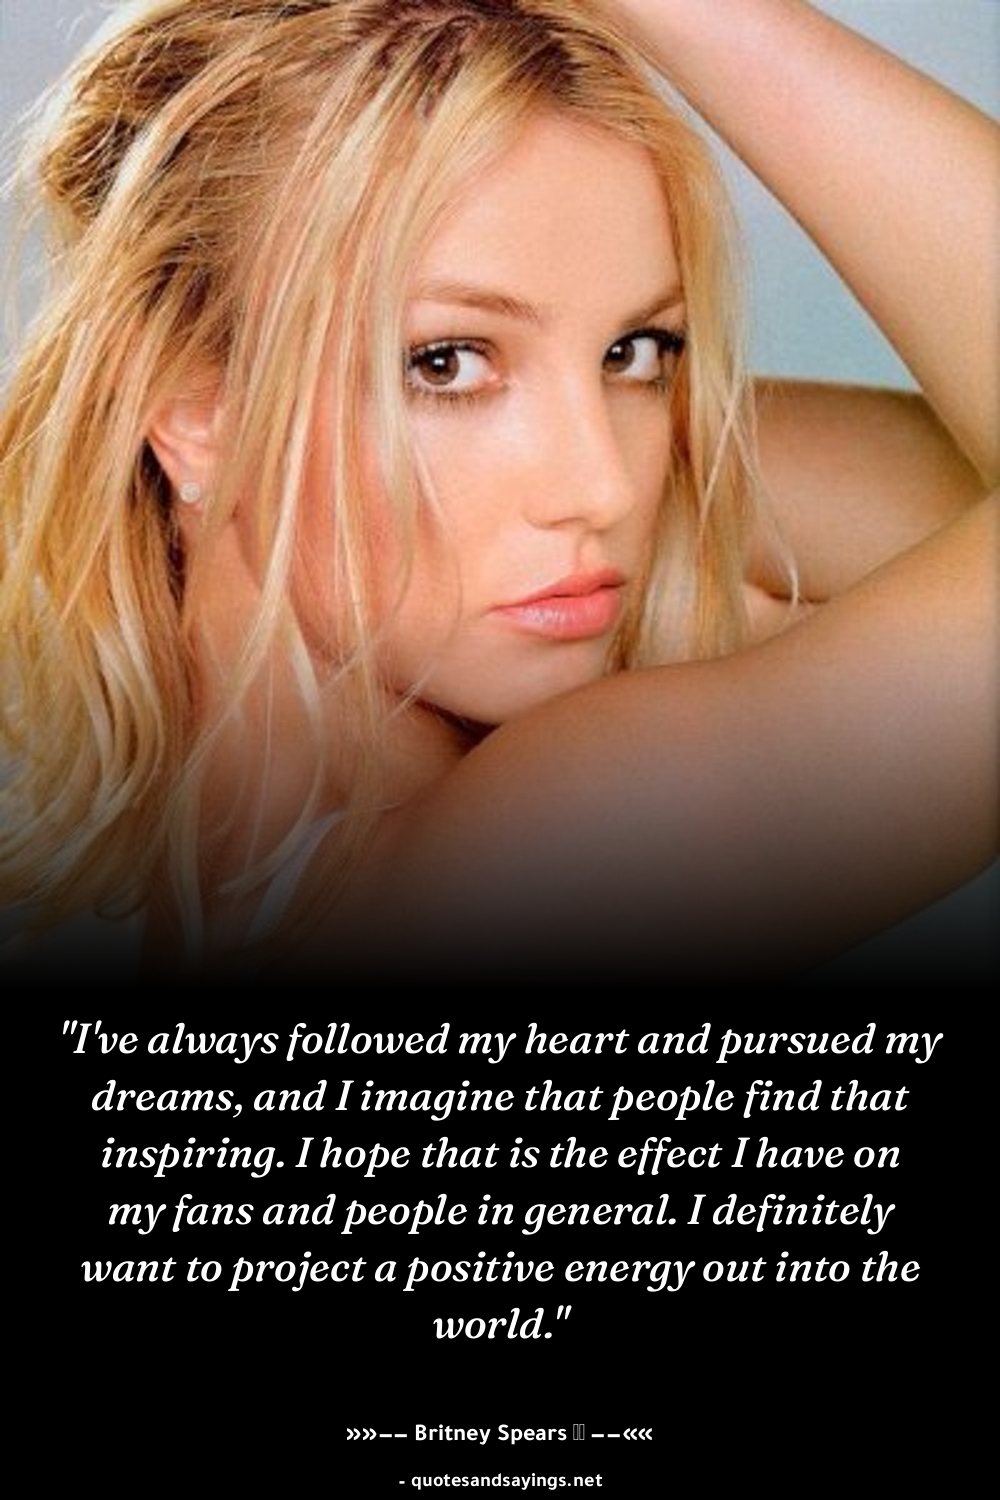 "I've always followed my heart and pursued my
dreams, and I imagine that people find that
inspiring. I hope that is the effect I have on
my fans and people in general. I definitely
want to project a positive energy out into the
world."
»»–– Britney Spears ––««
- quotesandsayings.net